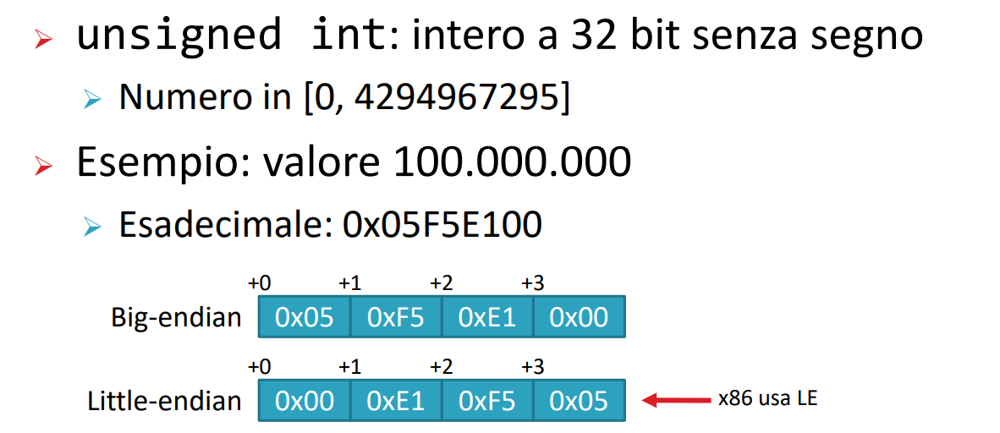 unsigned int: intero a 32 bit senza segno
Numero in [0, 4294967295]
Esempio: valore 100.000.000
Esadecimale: 0x05F5E100
+0 +1 +2 +3
Big-endian 0x05 0xF5 0xE1 0x00
+0 +1 +2 +3
Little-endian 0x00 0xE1 0xF5 0x05 x86 usa LE